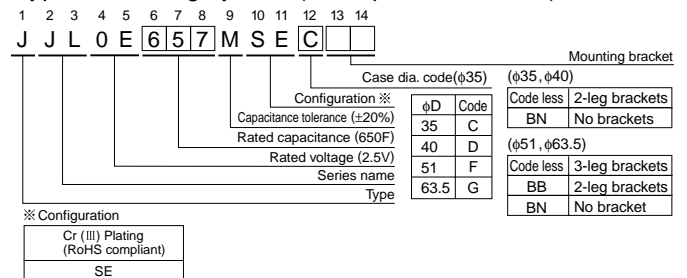 1 2 3 4 5 6 7 8 9 10 11 12 13 14
J J L 0 E 6 5 7 M S E C
Mounting bracket
Case dia. code(ϕ35)
Configuration ※
Capacitance tolerance (±20%)
Rated capacitance (650F)
Rated voltage (2.5V)
Series name
Type
ϕD Code
35 C
40 D
51 F
63.5 G
(ϕ35,ϕ40)
Code less 2-leg brackets
BN No brackets
(ϕ51,ϕ63.5)
Code less 3-leg brackets
BB 2-leg brackets
BN No bracket
※Configuration
Cr (Ⅲ) Plating
(RoHS compliant)
SE